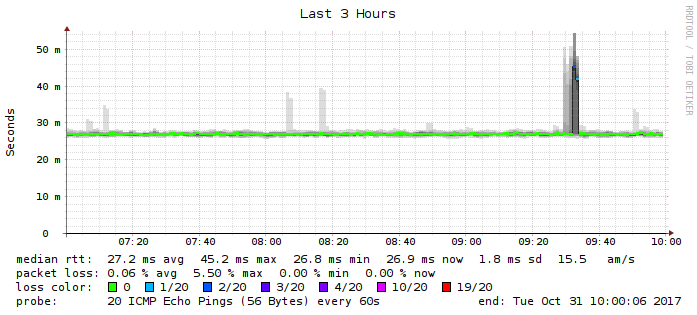 Last 3 Hours
RRDTOOL / TOBI OETIKER
Seconds
50 m
40 m
30 m
20 m
10 m
0
07:20 07:40 08:00 08:20 08:40 09:00 09:20 09:40 10:00
median rtt: 27.2 ms avg 45.2 ms max 26.8 ms min 26.9 ms now 1.8 ms sd 15.5 am/s
packet loss: 0.06 % avg 5.50 % max 0.00 % min 0.00 % now
loss color: 0 1/20 2/20 3/20 4/20 10/20 19/20
probe: 20 ICMP Echo Pings (56 Bytes) every 60s end: Tue Oct 31 10:00:06 2017